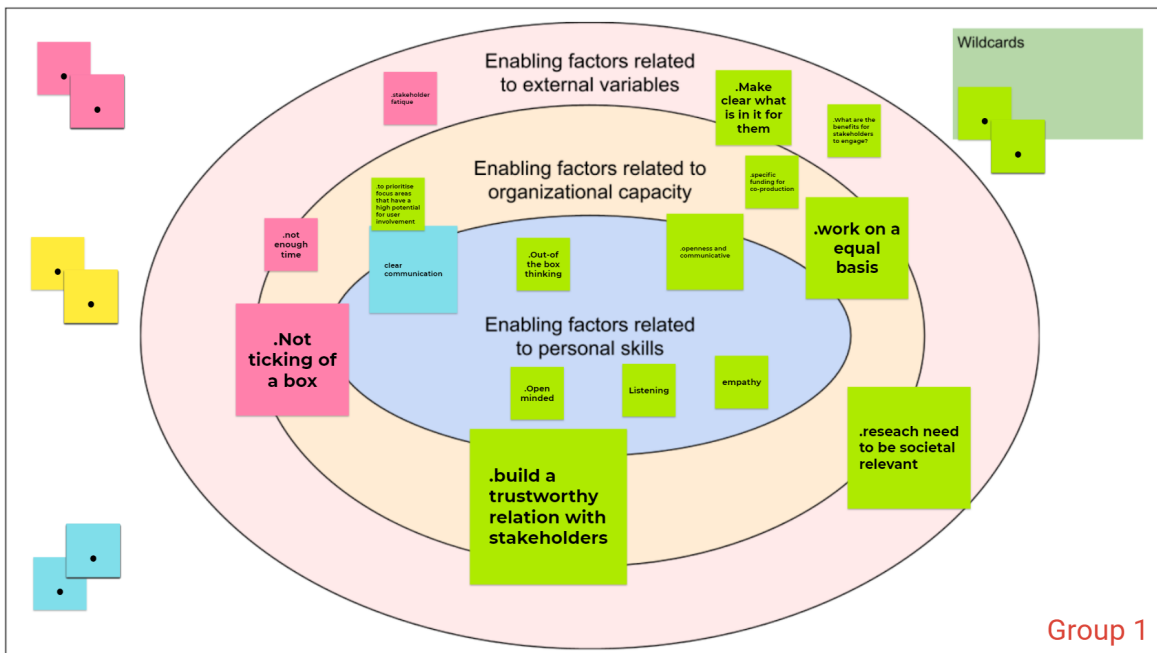 Wildcards
Enabling factors related
to external variables
.stakeholder
fatique
.Make
clear what
is in it for
them
.What are the
benefits for
stakeholders
to engage?
Enabling factors related to
organizational capacity
.specific
funding for
co-production
.to prioritise
focus areas
that have a
high potential
for user
involvement
.not
enough
time
clear
communication
.Out-of
the box
thinking
.openness and
communicative
.work on a
equal
basis
Enabling factors related
to personal skills
.Not
ticking of
a box
.Open
minded
Listening
empathy
.build a
trustworthy
relation with
stakeholders
.reseach need
to be societal
relevant
Group 1